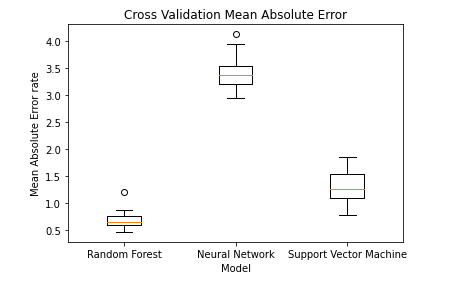 Cross Validation Mean Absolute Error
Mean Absolute Error rate
4.0
3.5
3.0
2.5
2.0
1.5
1.0
0.5
Random Forest
Neural Network
Support Vector Machine
Model